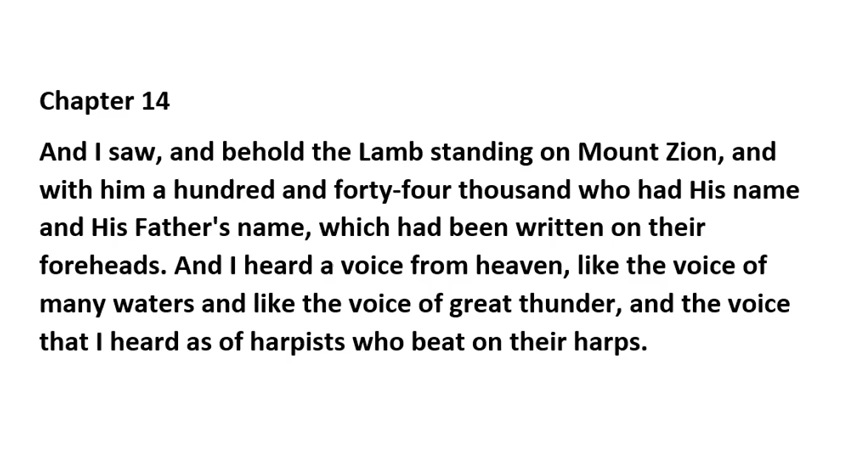 Chapter 14
And I saw, and behold the Lamb standing on Mount Zion, and
with him a hundred and forty-four thousand who had His name
and His Father's name, which had been written on their
foreheads. And I heard a voice from heaven, like the voice of
many waters and like the voice of great thunder, and the voice
that I heard as of harpists who beat on their harps.